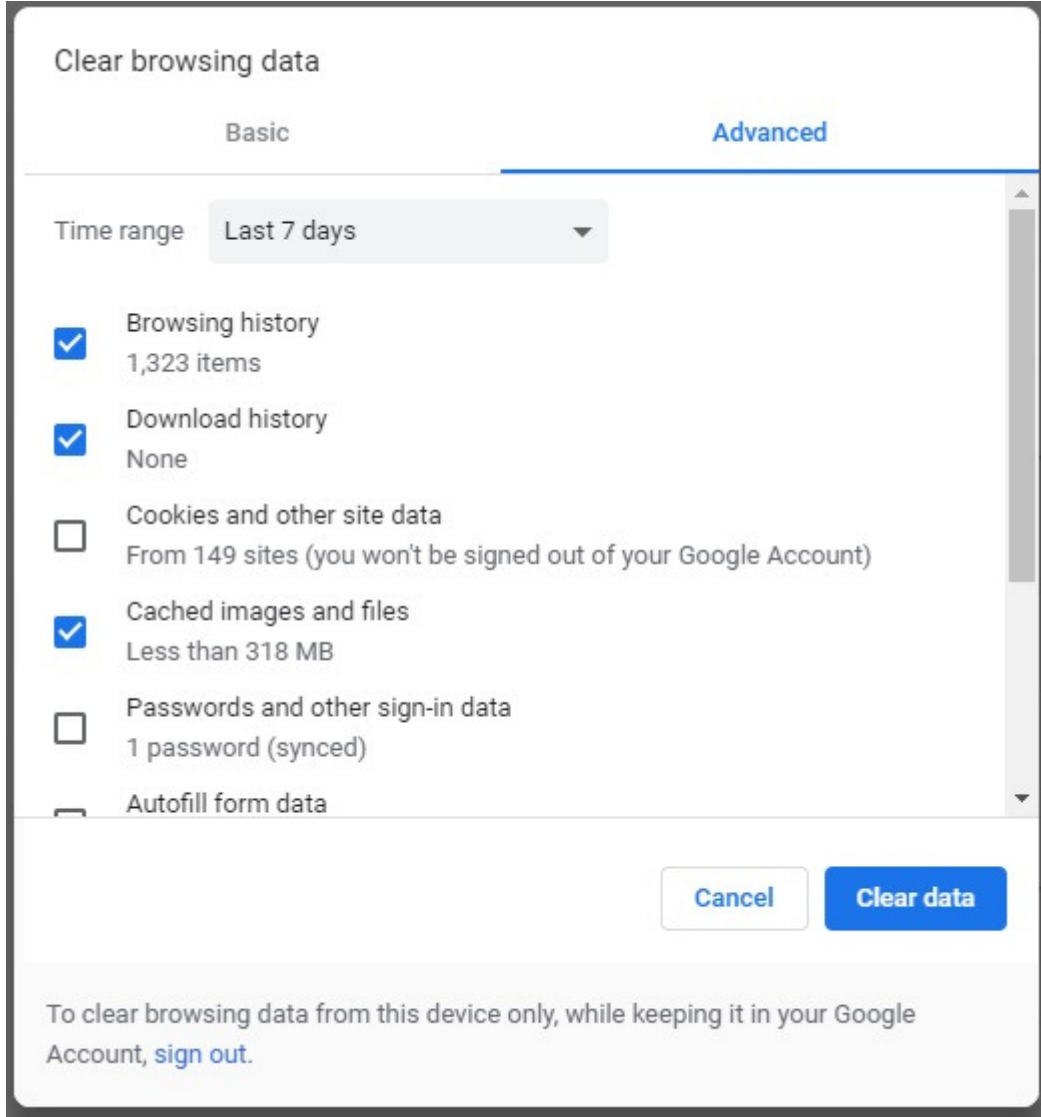 Clear browsing data
Basic
Advanced
Time range
Last 7 days
Browsing history
1,323 items
Download history
None
Cookies and other site data
From 149 sites (you won't be signed out of your Google Account)
Cached images and files
Less than 318 MB
Passwords and other sign-in data
1 password (synced)
Autofill form data
Cancel
Clear data
To clear browsing data from this device only, while keeping it in your Google
Account, sign out.